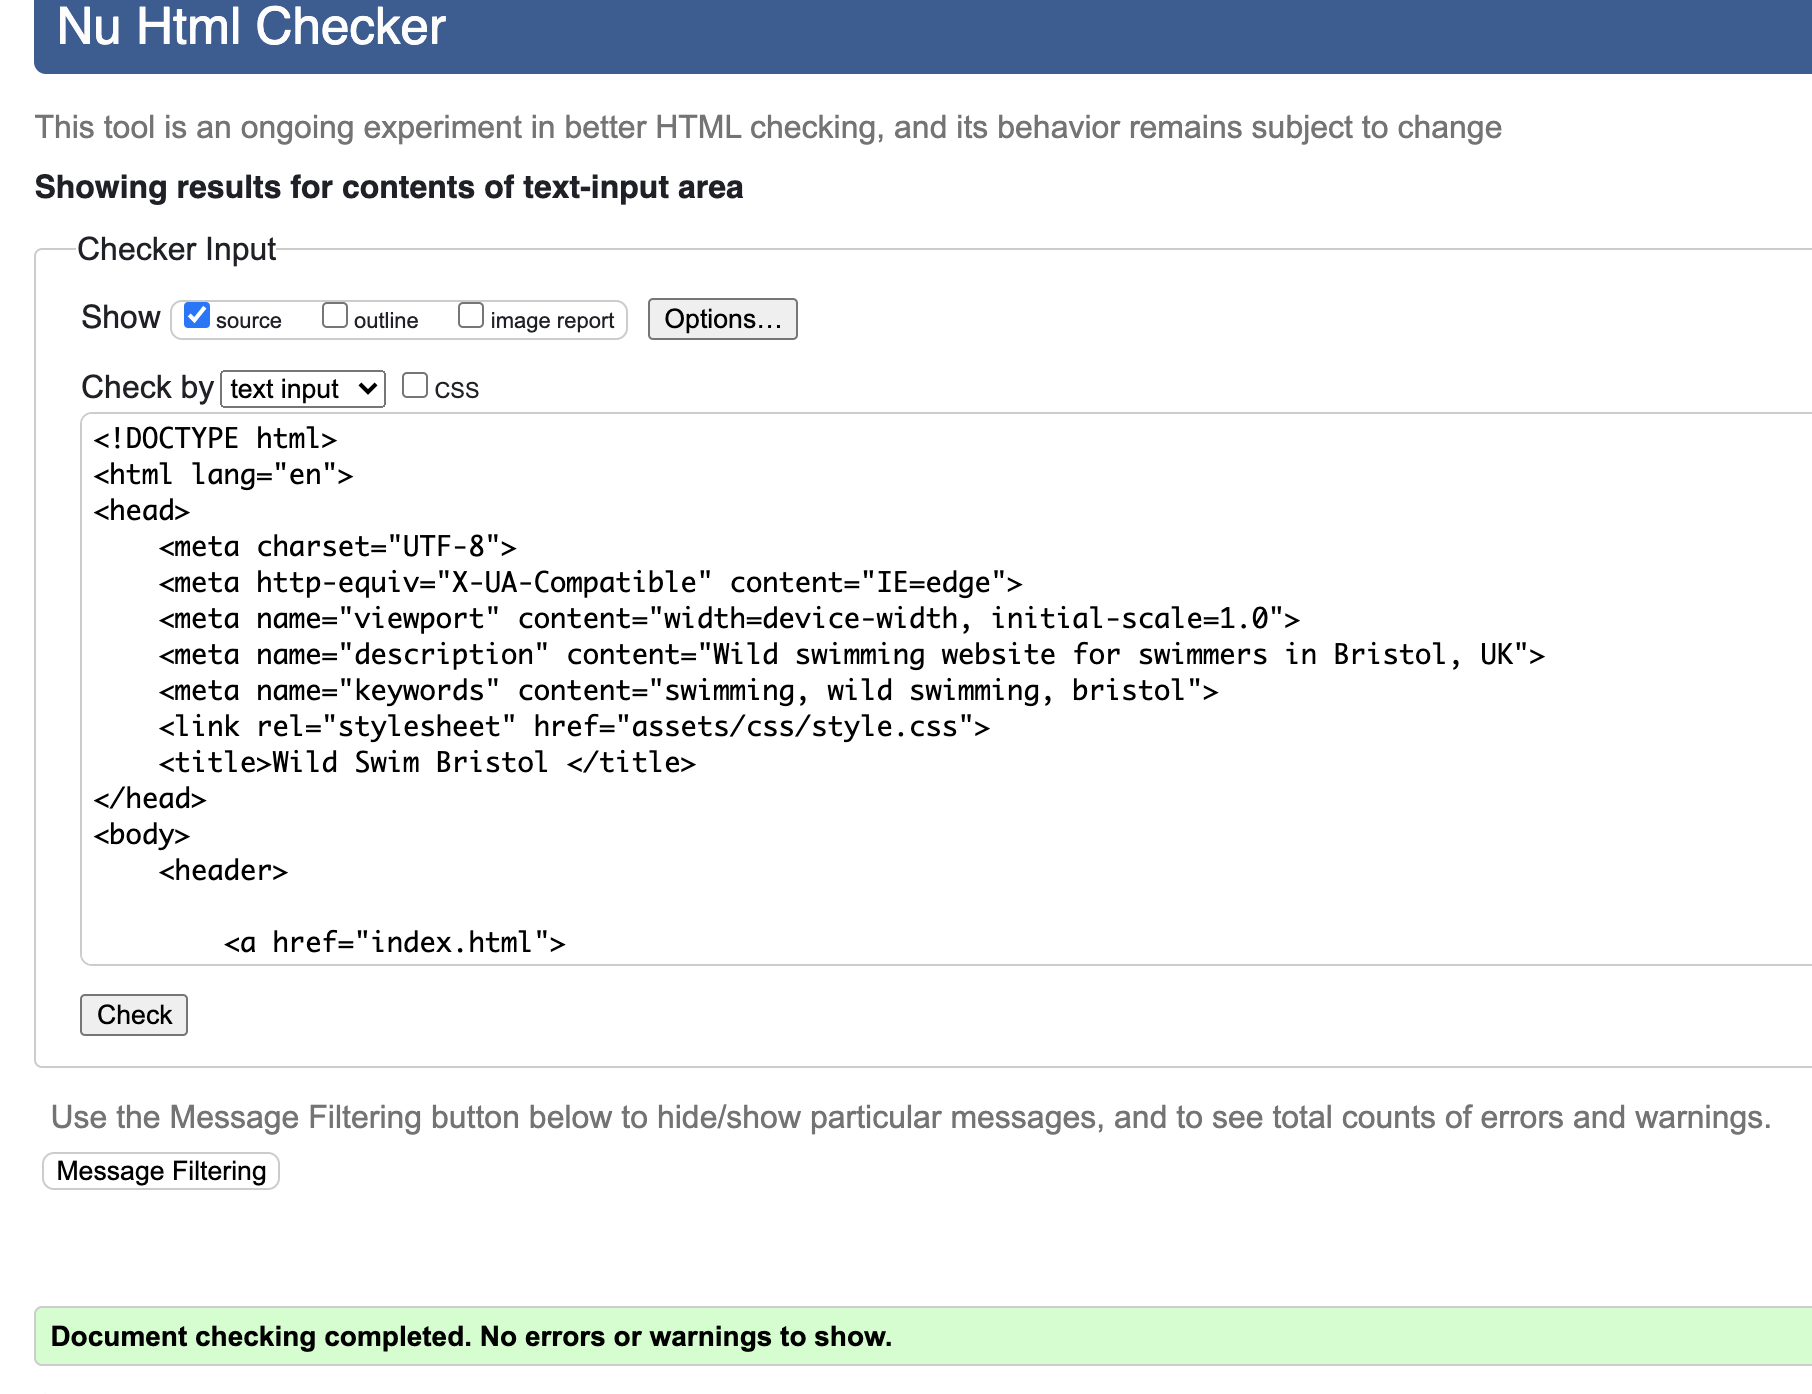 Nu Html Checker
This tool is an ongoing experiment in better HTML checking, and its behavior remains subject to change
Showing results for contents of text-input area
Checker Input
Show source outline image report Options...
Check by text input css
<!DOCTYPE html>
<html lang="en">
<head>
    <meta charset="UTF-8">
    <meta http-equiv="X-UA-Compatible" content="IE=edge">
    <meta name="viewport" content="width=device-width, initial-scale=1.0">
    <meta name="description" content="Wild swimming website for swimmers in Bristol, UK">
    <meta name="keywords" content="swimming, wild swimming, bristol">
    <link rel="stylesheet" href="assets/css/style.css">
    <title>Wild Swim Bristol </title>
</head>
<body>
    <header>
        <a href="index.html">
Check
Use the Message Filtering button below to hide/show particular messages, and to see total counts of errors and warnings.
Message Filtering
Document checking completed. No errors or warnings to show.